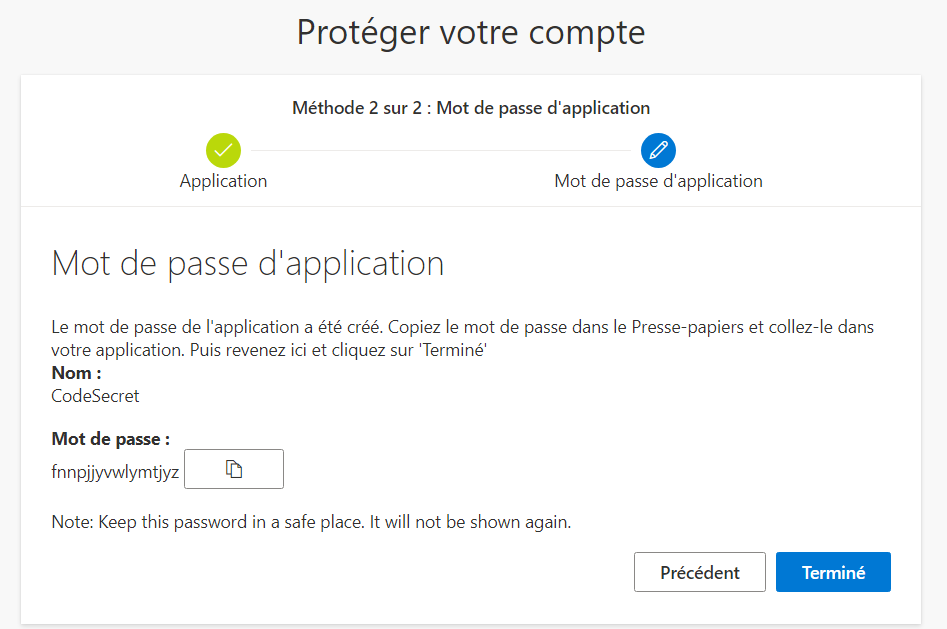 Protéger votre compte
Méthode 2 sur 2 : Mot de passe d'application
Application
Mot de passe d'application
Mot de passe d'application
Le mot de passe de l'application a été créé. Copiez le mot de passe dans le Presse-papiers et collez-le dans
votre application. Puis revenez ici et cliquez sur 'Terminé'
Nom :
CodeSecret
Mot de passe :
fnnpjjyvwlymtjyz
Note: Keep this password in a safe place. It will not be shown again.
Précédent
Terminé